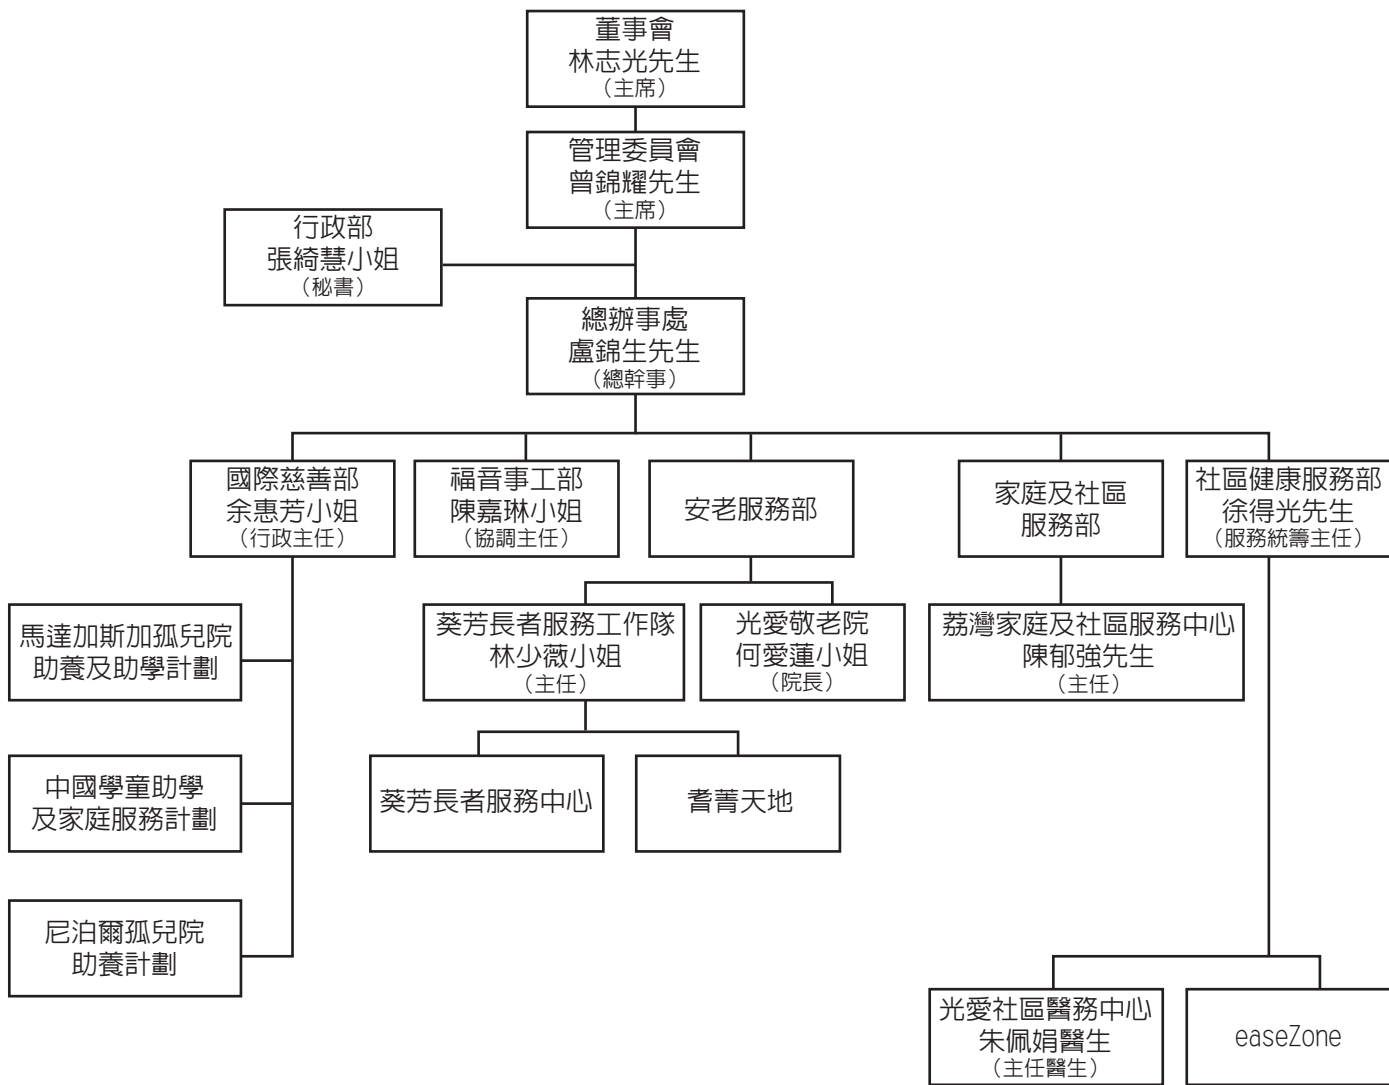 董事會
林志光先生
（主席）
管理委員會
曾錦耀先生
（主席）
行政部
張綺慧小姐
（秘書）
總辦事處
盧錦生先生
（總幹事）
國際慈善部
余惠芳小姐
（行政主任）
福音事工部
陳嘉琳小姐
（協調主任）
安老服務部
家庭及社區
服務部
社區健康服務部
徐得光先生
（服務統籌主任）
馬達加斯加孤兒院
助養及助學計劃
中國學童助學
及家庭服務計劃
尼泊爾孤兒院
助養計劃
葵芳長者服務工作隊
林少薇小姐
（主任）
光愛敬老院
何愛蓮小姐
（院長）
荔灣家庭及社區服務中心
陳郁強先生
（主任）
葵芳長者服務中心
耆菁天地
光愛社區醫務中心
朱佩娟醫生
（主任醫生）
easeZone